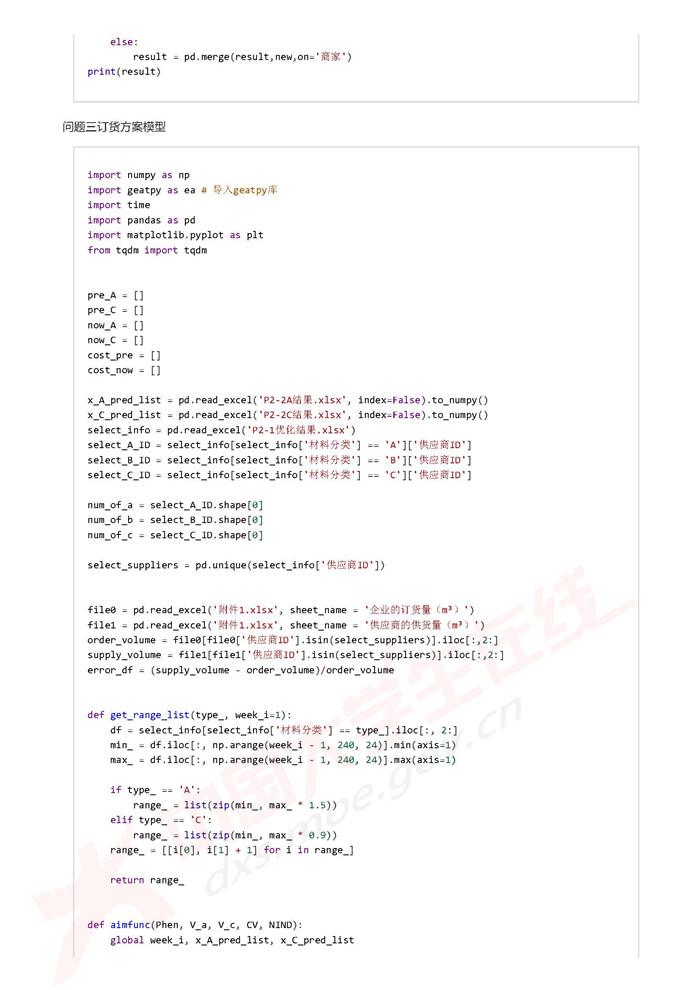 else:
result = pd.merge(result,new,on='商家')
print(result)
问题三订货方案模型
import numpy as np
import geatpy as ea # 导入geatpy库
import time
import pandas as pd
import matplotlib.pyplot as plt
from tqdm import tqdm
pre_A = []
pre_C = []
now_A = []
now_C = []
cost_pre = []
cost_now = []
x_A_pred_list = pd.read_excel('P2-2A结果.xlsx', index=False).to_numpy()
x_C_pred_list = pd.read_excel('P2-2C结果.xlsx', index=False).to_numpy()
select_info = pd.read_excel('P2-1优化结果.xlsx')
select_A_ID = select_info[select_info['材料分类'] == 'A']['供应商ID']
select_B_ID = select_info[select_info['材料分类'] == 'B']['供应商ID']
select_C_ID = select_info[select_info['材料分类'] == 'C']['供应商ID']
num_of_a = select_A_ID.shape[0]
num_of_b = select_B_ID.shape[0]
num_of_c = select_C_ID.shape[0]
select_suppliers = pd.unique(select_info['供应商ID'])
file0 = pd.read_excel('附件1.xlsx', sheet_name = '企业的订货量（m³）')
file1 = pd.read_excel('附件1.xlsx', sheet_name = '供应商的供货量（m³）')
order_volume = file0[file0['供应商ID'].isin(select_suppliers)].iloc[:,2:]
supply_volume = file1[file1['供应商ID'].isin(select_suppliers)].iloc[:,2:]
error_df = (supply_volume - order_volume)/order_volume
def get_range_list(type_, week_i=1):
df = select_info[select_info['材料分类'] == type_].iloc[:, 2:]
min_ = df.iloc[:, np.arange(week_i - 1, 240, 24)].min(axis=1)
max_ = df.iloc[:, np.arange(week_i - 1, 240, 24)].max(axis=1)
if type_ == 'A':
range_ = list(zip(min_, max_ * 1.5))
elif type_ == 'C':
range_ = list(zip(min_, max_ * 0.9))
range_ = [[i[0], i[1] + 1] for i in range_]
return range_
def aimfunc(Phen, V_a, V_c, CV, NIND):
global week_i, x_A_pred_list, x_C_pred_list
中国大学生在线
dxs.moe.gov.cn